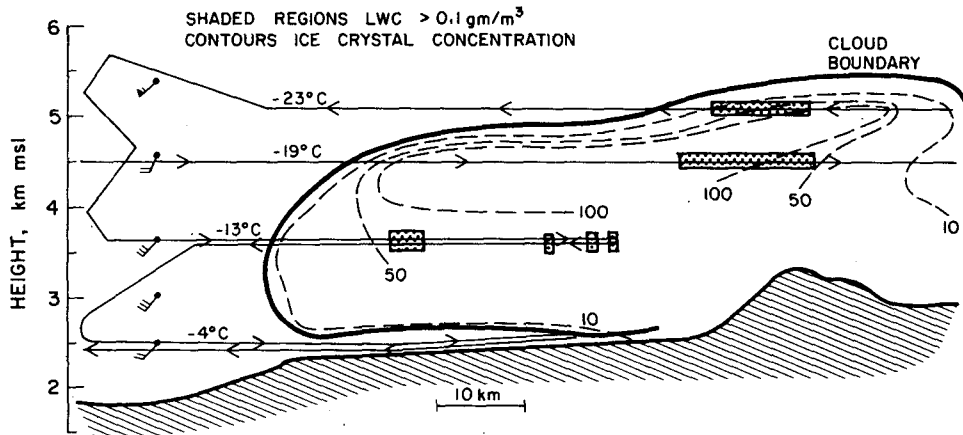 SHADED REGIONS LWC > 0.1 gm/m³
CONTOURS ICE CRYSTAL CONCENTRATION
CLOUD
BOUNDARY
HEIGHT, km msl
6
5
4
3
2
-23°C
-19°C
-13°C
-4°C
100
50
10
100
50
10
10 km